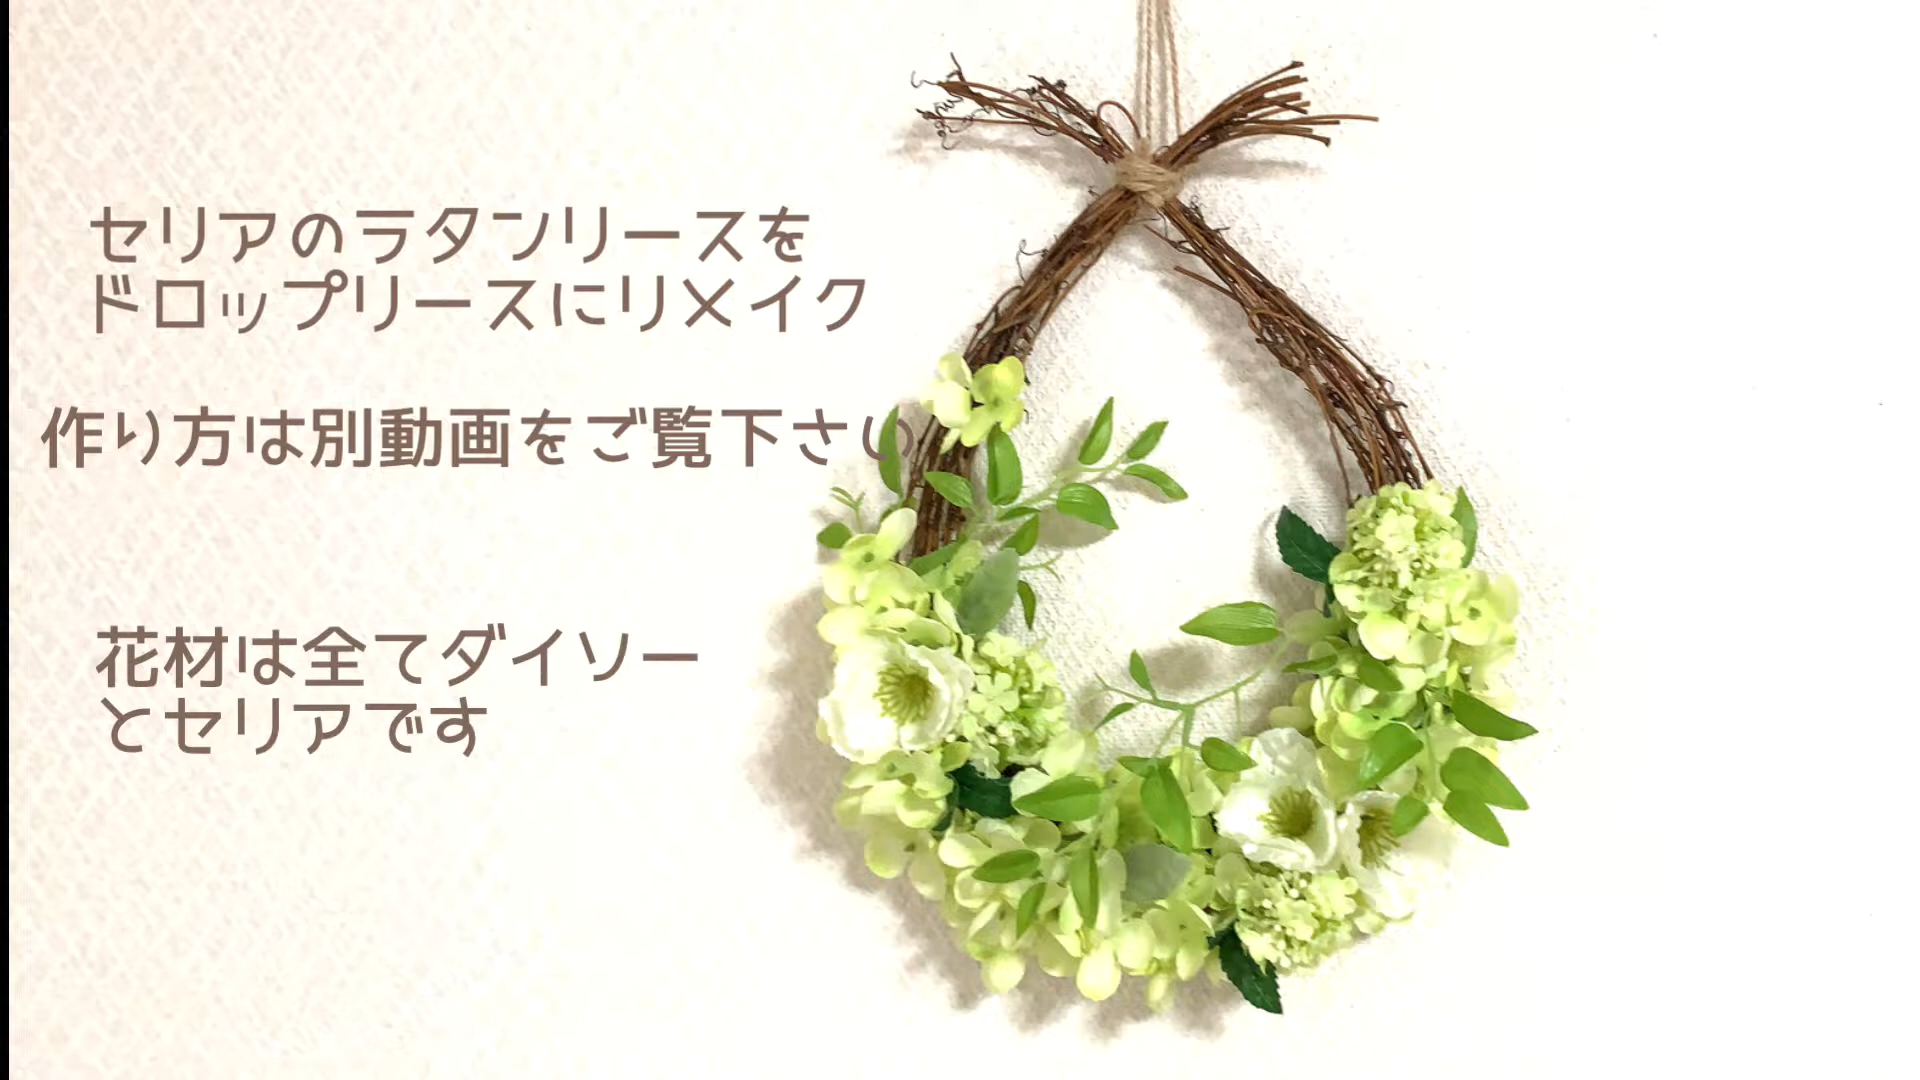 セリアのラタンリースを
ドロップリースにリメイク
作り方は別動画をご覧下さい
花材は全てダイソー
とセリアです